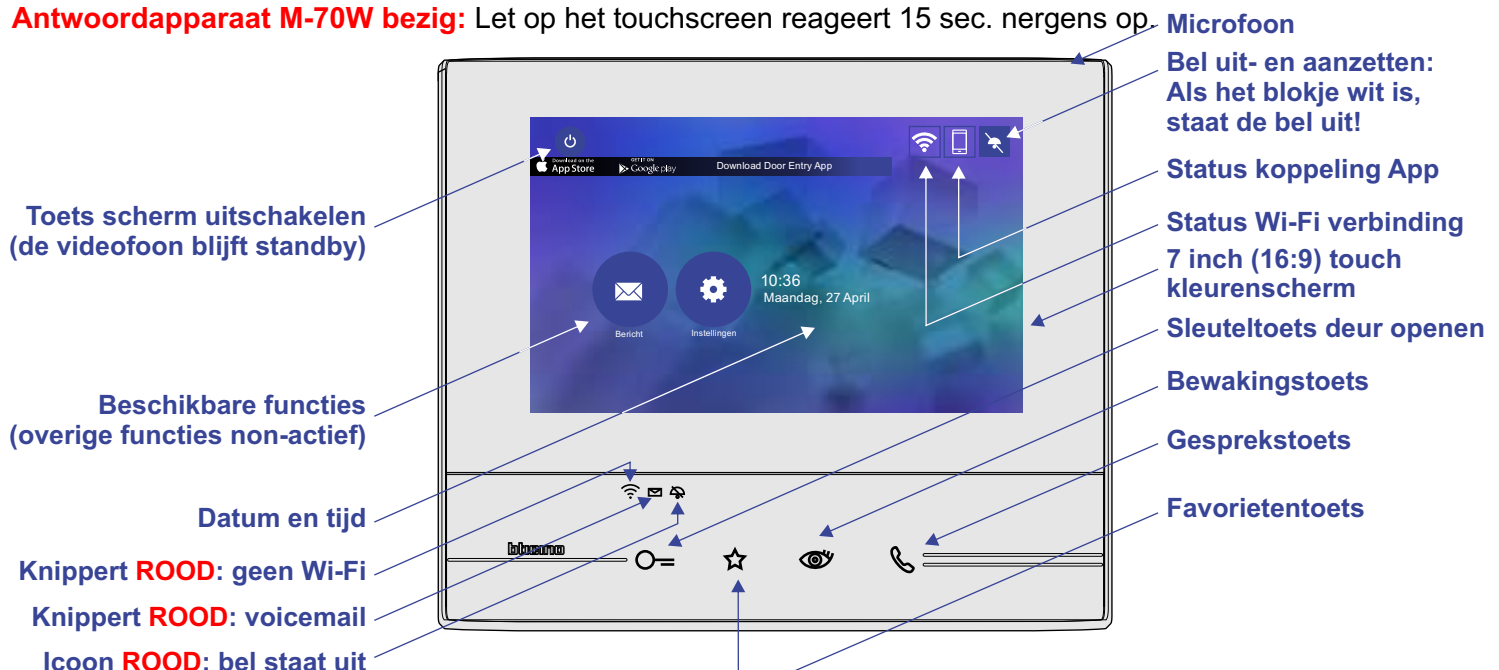 Antwoordapparaat M-70W bezig: Let op het touchscreen reageert 15 sec. nergens op.
Microfoon
Bel uit- en aanzetten:
Als het blokje wit is,
staat de bel uit!
Status koppeling App
Status Wi-Fi verbinding
7 inch (16:9) touch
kleurenscherm
Sleuteltoets deur openen
Bewakingstoets
Gesprekstoets
Favorietentoets
Toets scherm uitschakelen
(de videofoon blijft standby)
Beschikbare functies
(overige functies non-actief)
Datum en tijd
Knippert ROOD: geen Wi-Fi
Knippert ROOD: voicemail
Icoon ROOD: bel staat uit
Download on the
App Store
GET IT ON
Google play
Download Door Entry App
10:36
Maandag, 27 April
Bericht
Instellingen